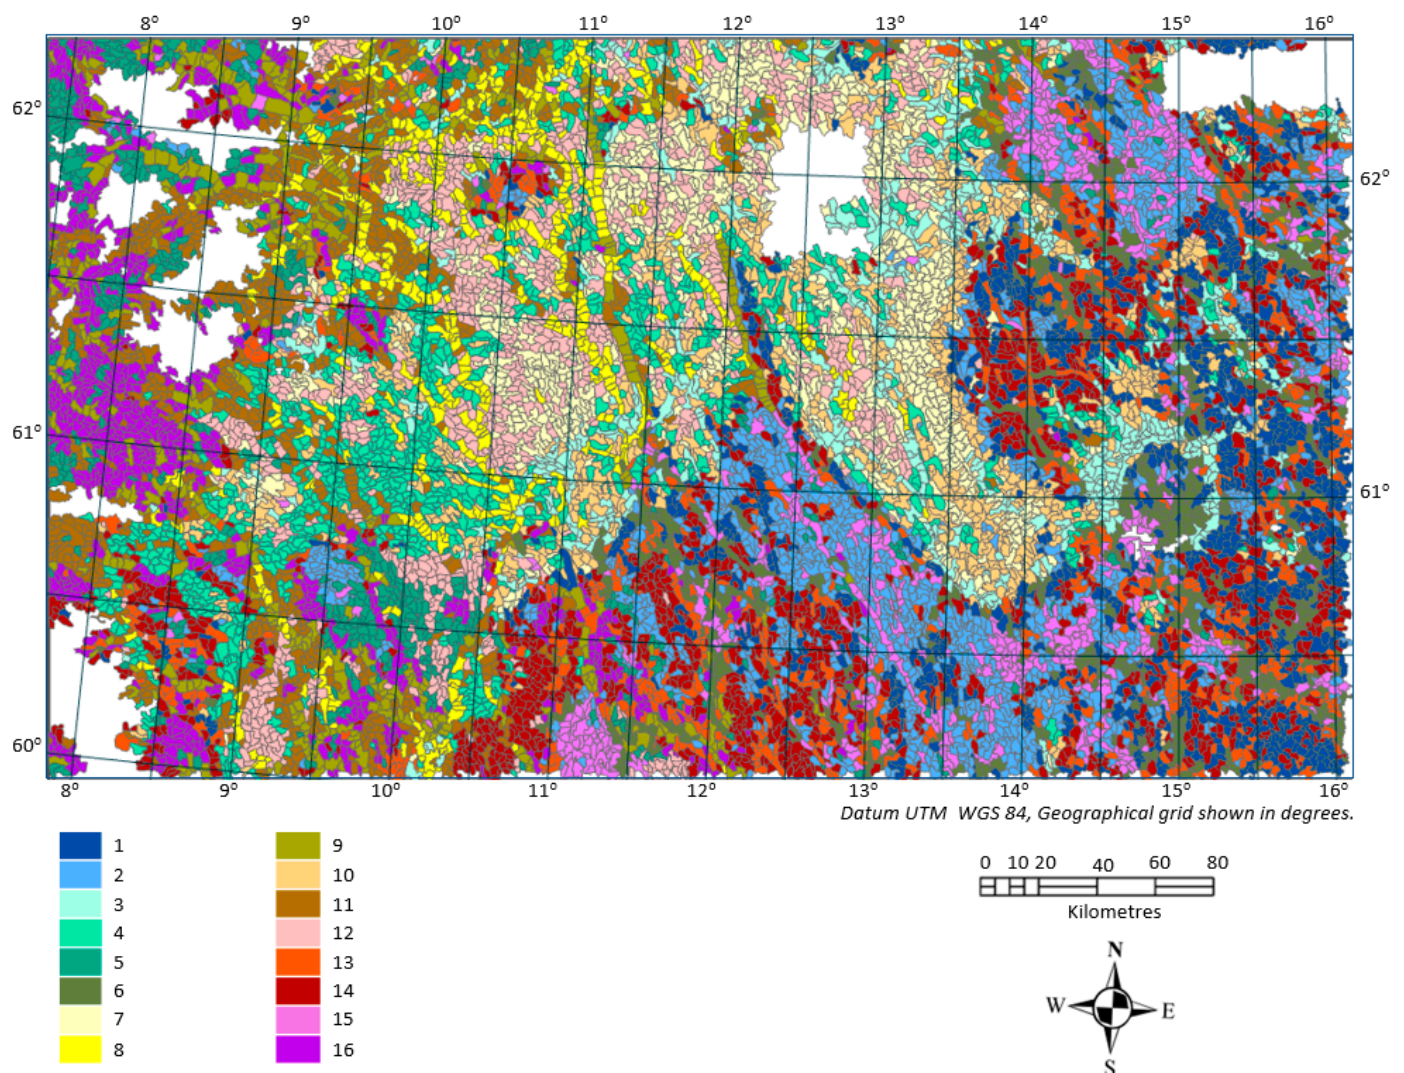 8° 9° 10° 11° 12° 13° 14° 15° 16°
62°
62°
61°
61°
60°
8° 9° 10° 11° 12° 13° 14° 15° 16°
Datum UTM WGS 84, Geographical grid shown in degrees.
1 9
2 10
3 11
4 12
5 13
6 14
7 15
8 16
0 10 20 40 60 80
Kilometres
N
W E
S